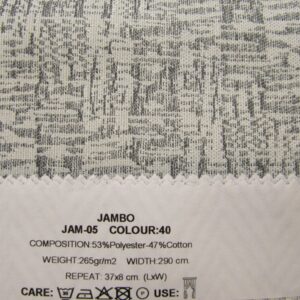 JAMBO
JAM-05 COLOUR:40
COMPOSITION:53%Polyester-47%Cotton
WEIGHT:265gr/m2 WIDTH:290 cm.
REPEAT: 37x8 cm. (LxW)
CARE: USE: